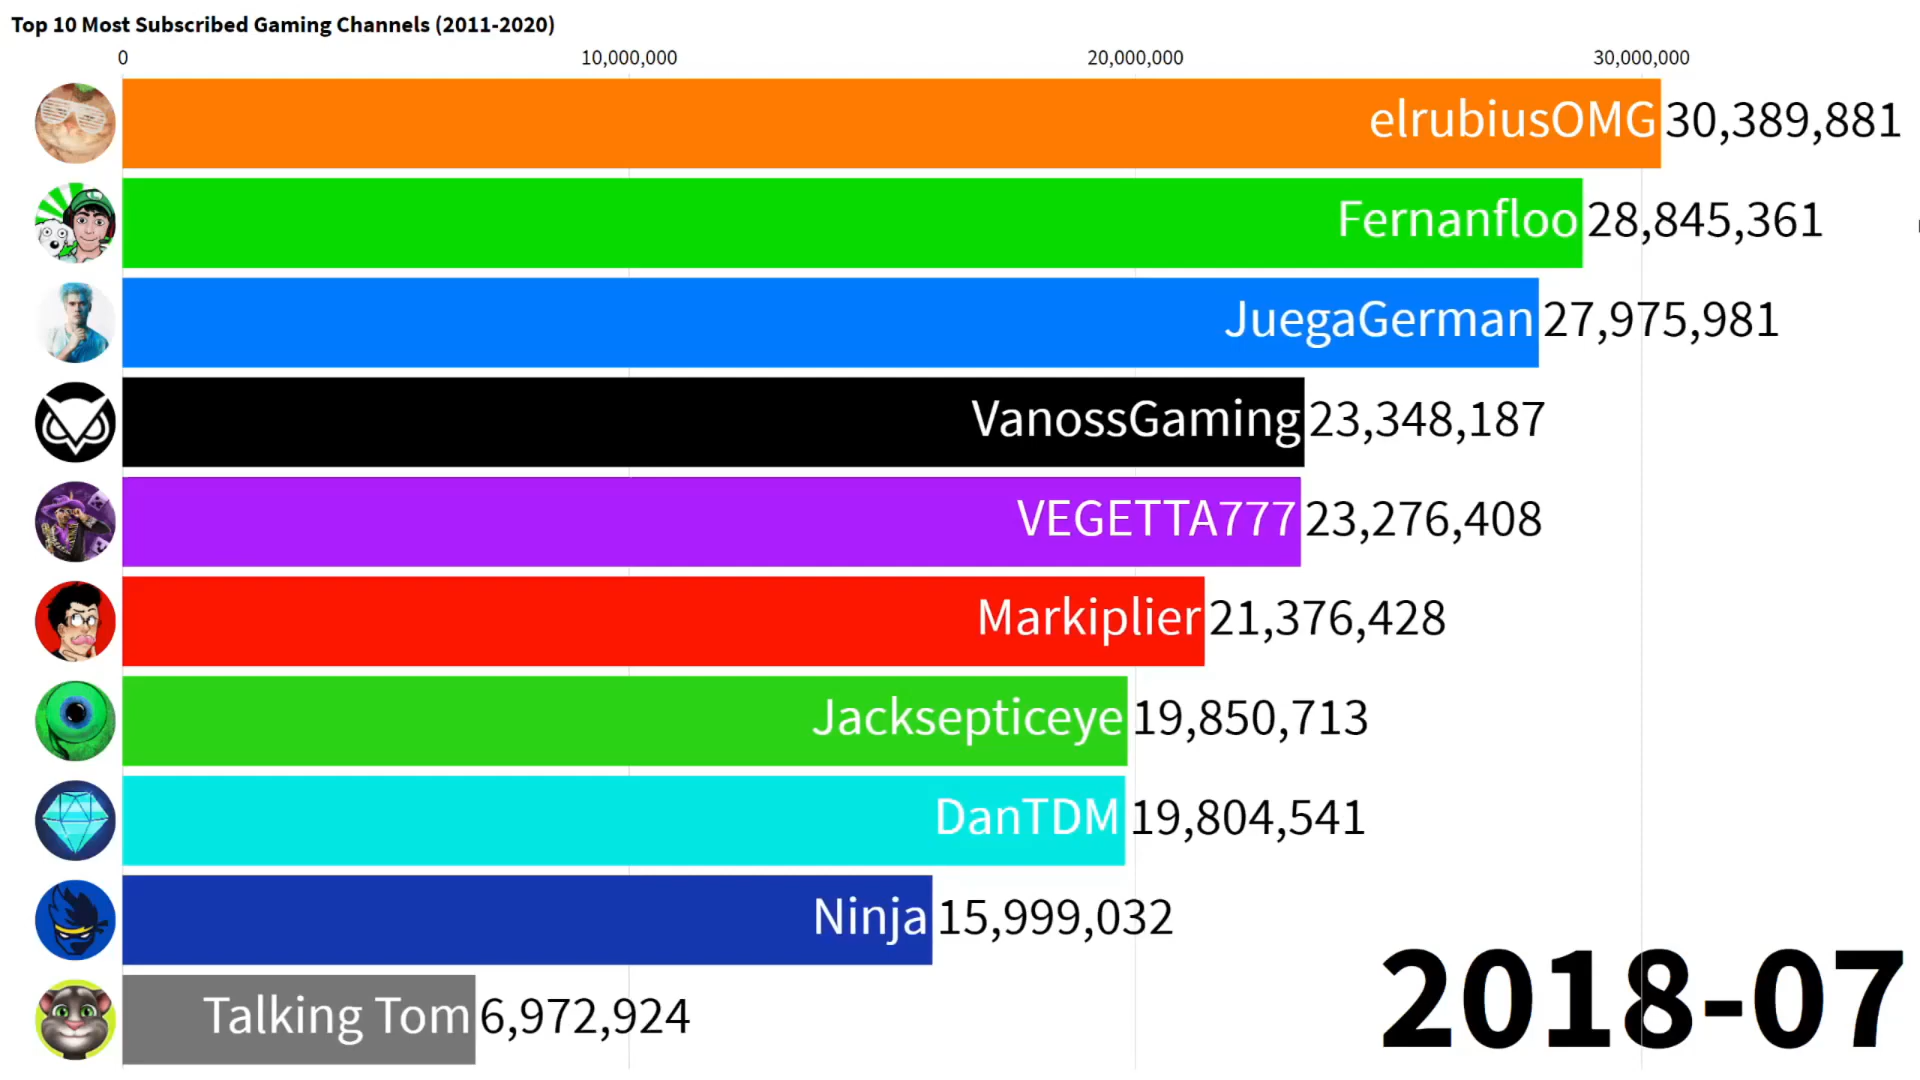 Top 10 Most Subscribed Gaming Channels (2011-2020)
0 10,000,000 20,000,000 30,000,000
elrubiusOMG 30,389,881
Fernanfloo 28,845,361
JuegaGerman 27,975,981
VanossGaming 23,348,187
VEGETTA777 23,276,408
Markiplier 21,376,428
Jacksepticeye 19,850,713
DanTDM 19,804,541
Ninja 15,999,032
Talking Tom 6,972,924
2018-07